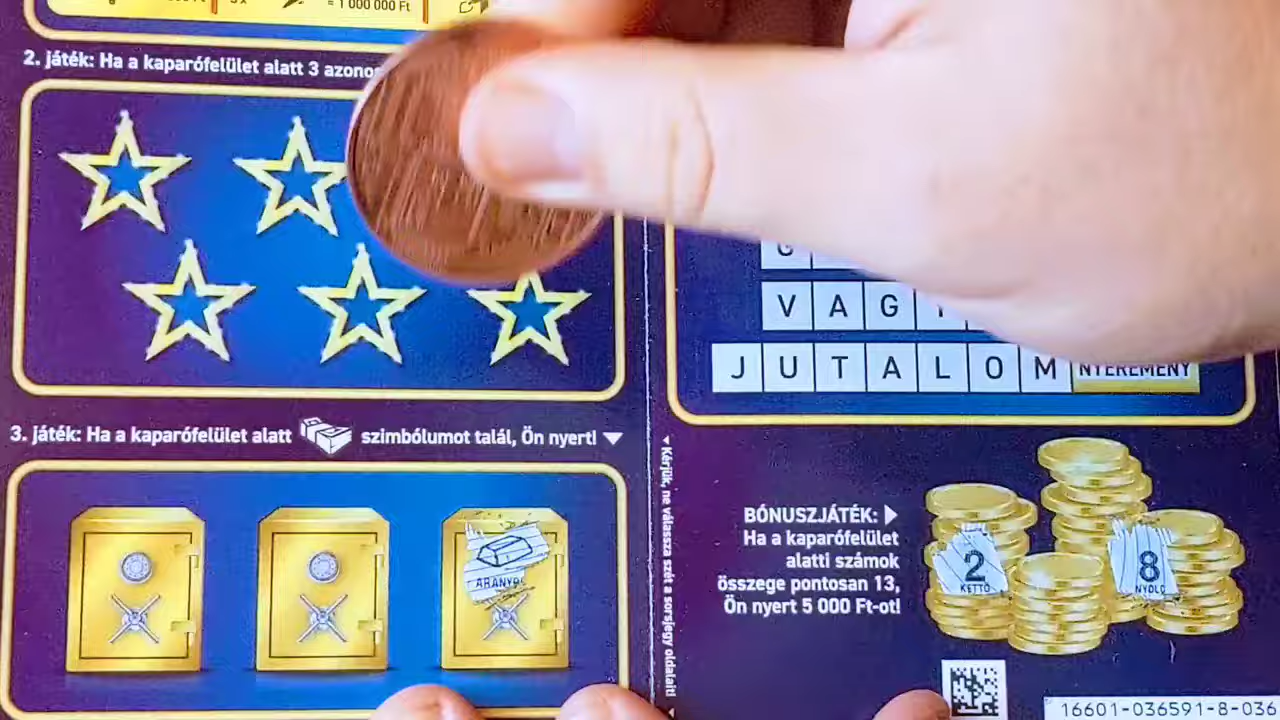 = 1 000 000 Ft
2. játék: Ha a kaparófelület alatt 3
VAG
JUTALOM NYEREMÉNY
3. játék: Ha a kaparófelület alatt szimbólumot talál, Ön nyert!
Kérjük, ne válassza szét a sorsjegy oldalait!
BÓNUSZJÁTÉK:
Ha a kaparófelület
alatti számok
összege pontosan 13,
Ön nyert 5 000 Ft-ot!
2
KETTŐ
8
16601-036591-8-036